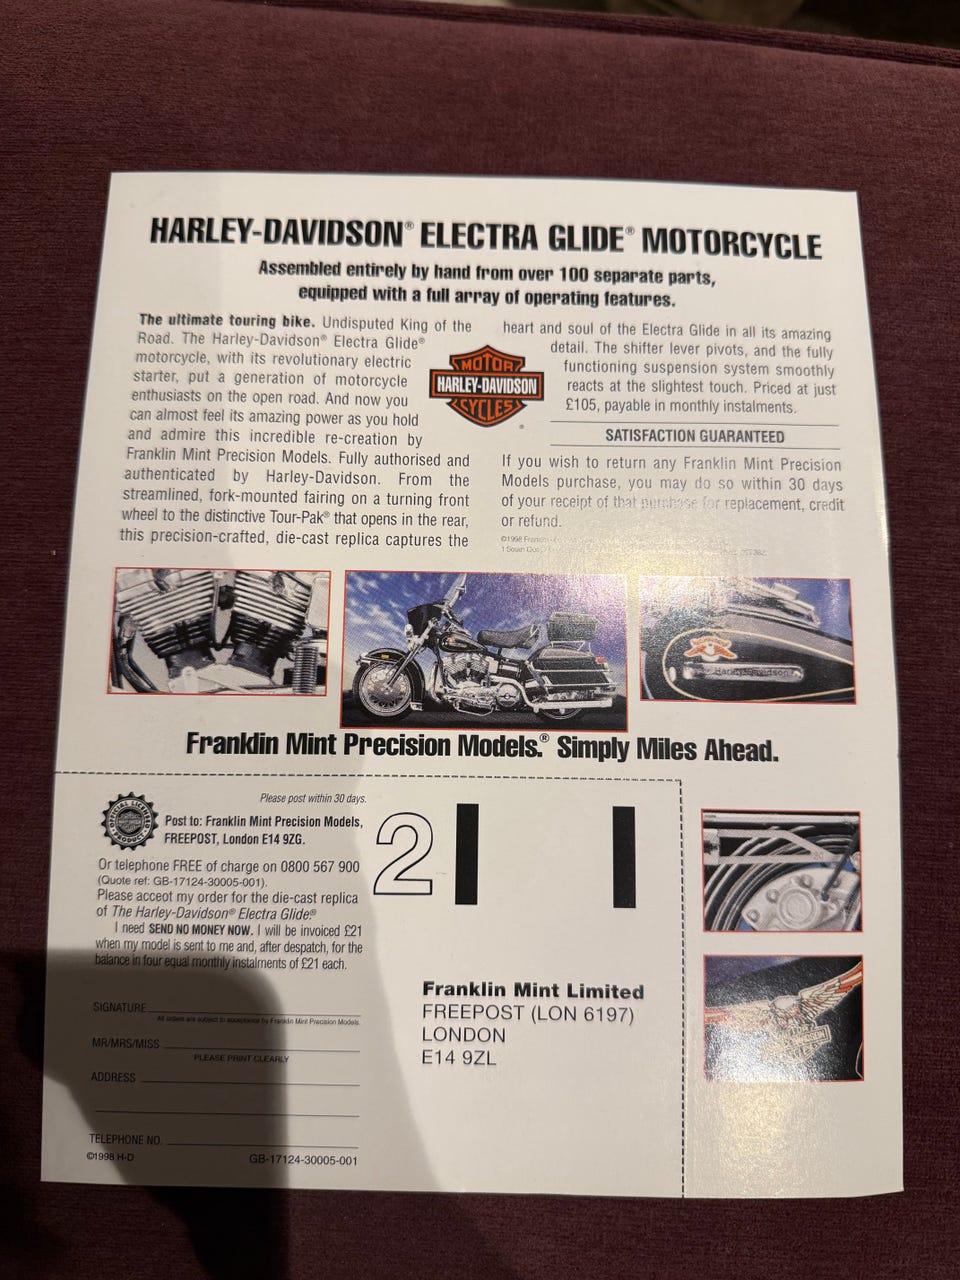 HARLEY-DAVIDSON® ELECTRA GLIDE® MOTORCYCLE
Assembled entirely by hand from over 100 separate parts,
equipped with a full array of operating features.
The ultimate touring bike. Undisputed King of the
Road. The Harley-Davidson® Electra Glide®
motorcycle, with its revolutionary electric
starter, put a generation of motorcycle
enthusiasts on the open road. And now you
can almost feel its amazing power as you hold
and admire this incredible re-creation by
Franklin Mint Precision Models. Fully authorised and
authenticated by Harley-Davidson. From the
streamlined, fork-mounted fairing on a turning front
wheel to the distinctive Tour-Pak® that opens in the rear,
this precision-crafted, die-cast replica captures the
MOTOR
HARLEY-DAVIDSON
CYCLES
®
heart and soul of the Electra Glide in all its amazing
detail. The shifter lever pivots, and the fully
functioning suspension system smoothly
reacts at the slightest touch. Priced at just
£105, payable in monthly instalments.
SATISFACTION GUARANTEED
If you wish to return any Franklin Mint Precision
Models purchase, you may do so within 30 days
of your receipt of that purchase for replacement, credit
or refund.
©1998
Harley-Davidson
Franklin Mint Precision Models.® Simply Miles Ahead.
Please post within 30 days.
OFFICIAL LICENSED
PRODUCT
Post to: Franklin Mint Precision Models,
FREEPOST, London E14 9ZG.
Or telephone FREE of charge on 0800 567 900
(Quote ref: GB-17124-30005-001).
Please acceot my order for the die-cast replica
of The Harley-Davidson® Electra Glide.®
I need SEND NO MONEY NOW. I will be invoiced £21
when my model is sent to me and, after despatch, for the
balance in four equal monthly instalments of £21 each.
SIGNATURE
All orders are subject to acceptance by Franklin Mint Precision Models.
MR/MRS/MISS
PLEASE PRINT CLEARLY
ADDRESS
TELEPHONE NO.
©1998 H-D
GB-17124-30005-001
2
Franklin Mint Limited
FREEPOST (LON 6197)
LONDON
E14 9ZL